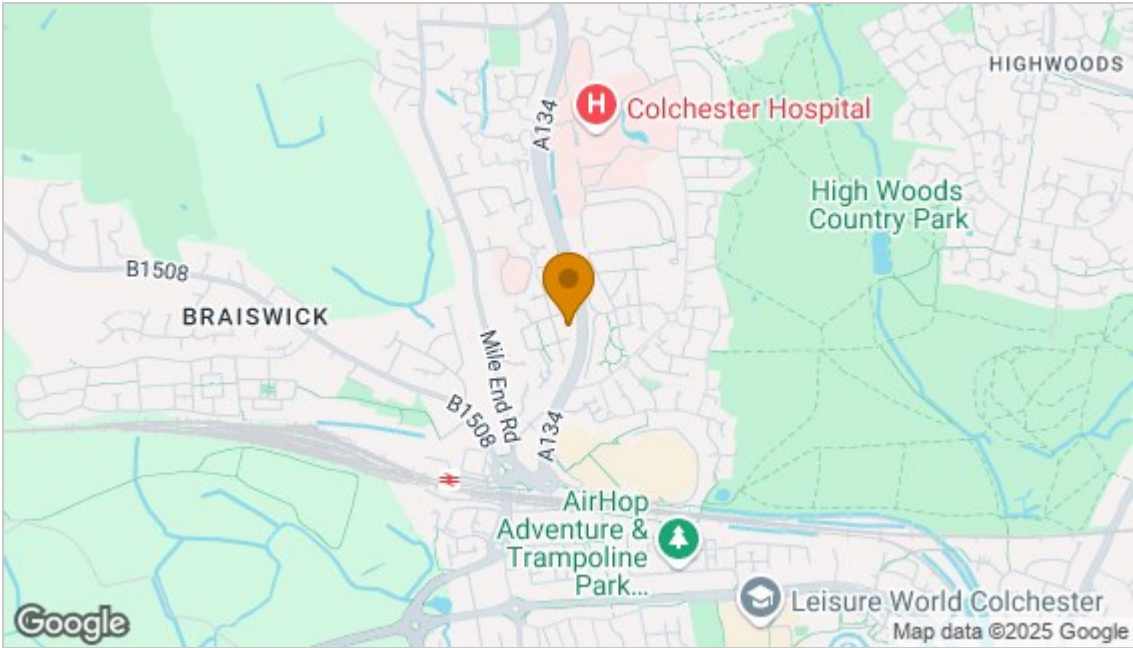 HIGHWOODS
A134
H
Colchester Hospital
High Woods
Country Park
B1508
BRAISWICK
Mile End Rd
B1508
A134
AirHop
Adventure &
Trampoline
Park...
Leisure World Colchester
Google
Map data ©2025 Google